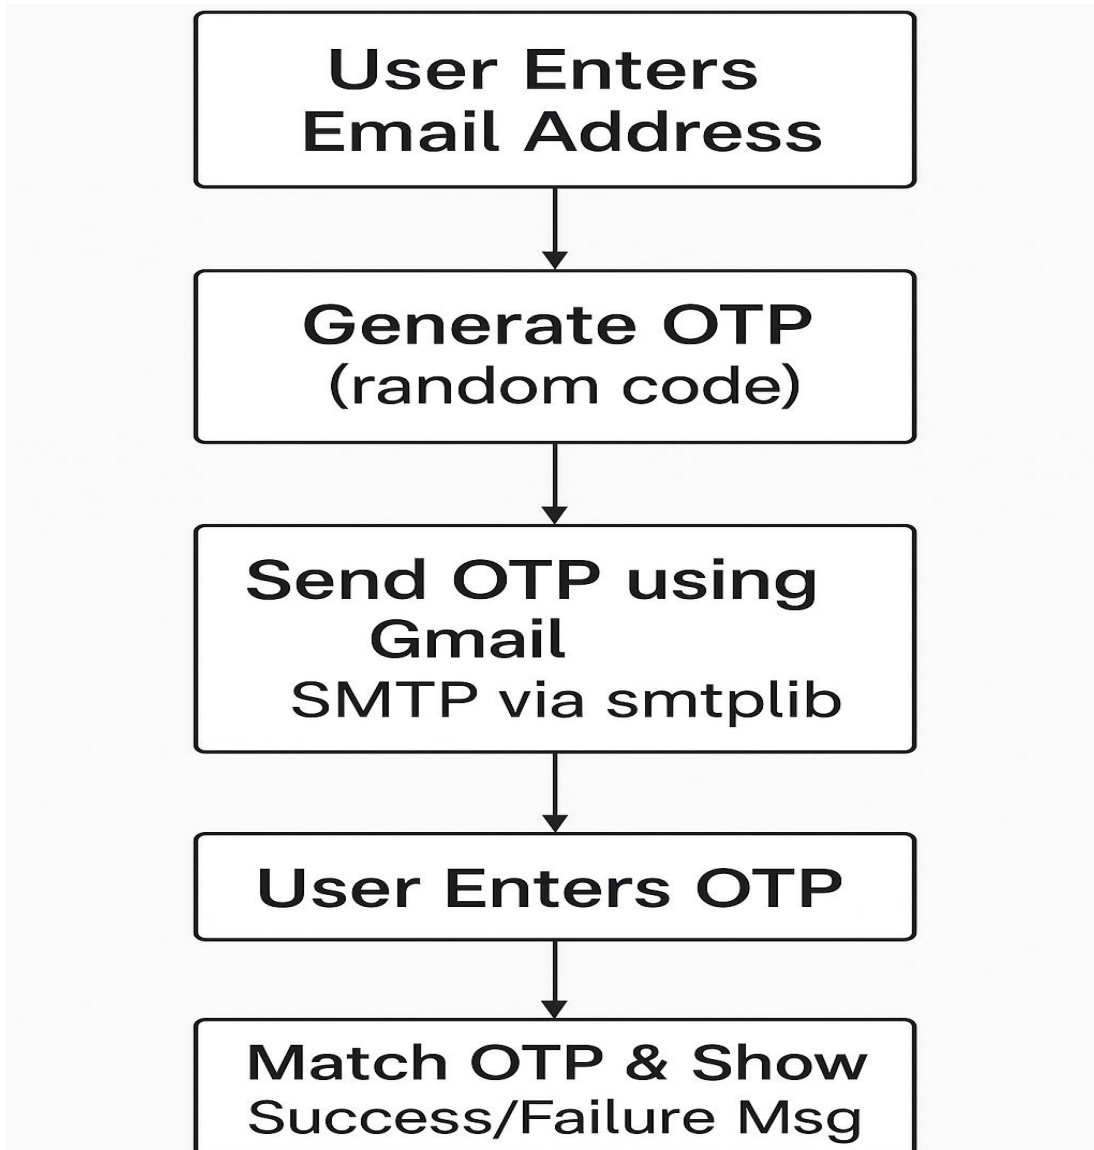 User Enters
Email Address
Generate OTP
(random code)
Send OTP using
Gmail
SMTP via smtplib
User Enters OTP
Match OTP & Show
Success/Failure Msg